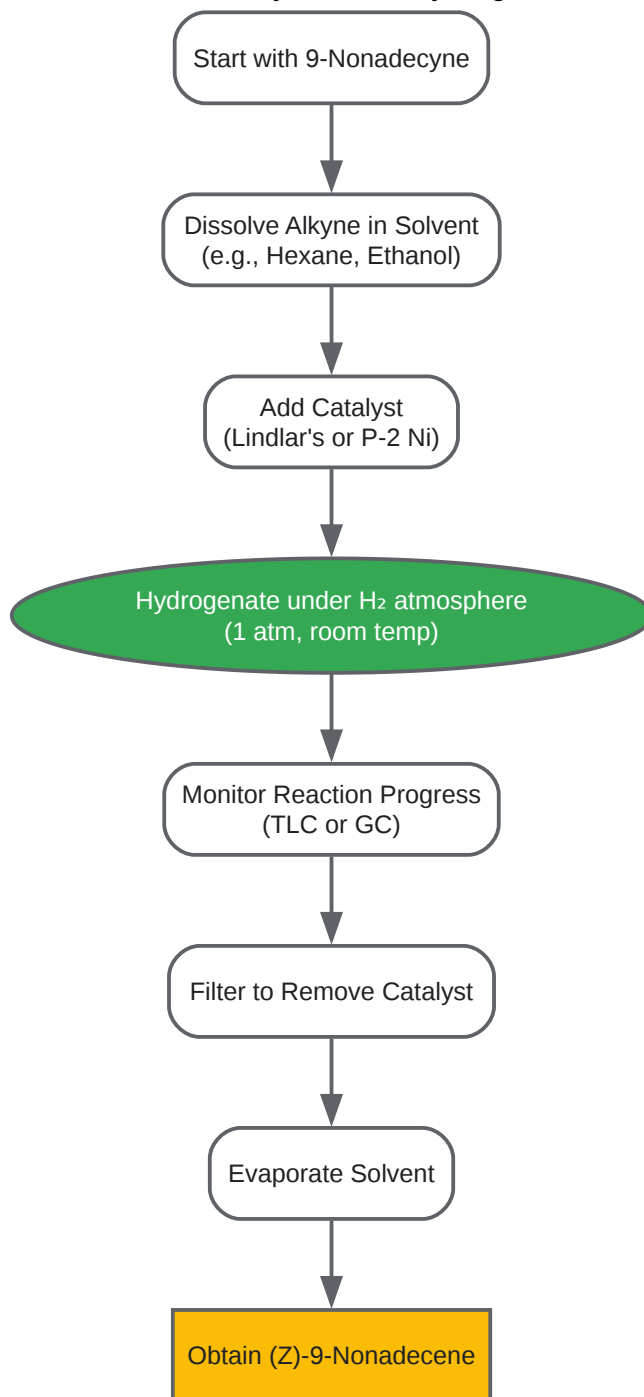 Start with 9-Nonadecyne
Dissolve Alkyne in Solvent
(e.g., Hexane, Ethanol)
Add Catalyst
(Lindlar's or P-2 Ni)
Hydrogenate under H₂ atmosphere
(1 atm, room temp)
Monitor Reaction Progress
(TLC or GC)
Filter to Remove Catalyst
Evaporate Solvent
Obtain (Z)-9-Nonadecene